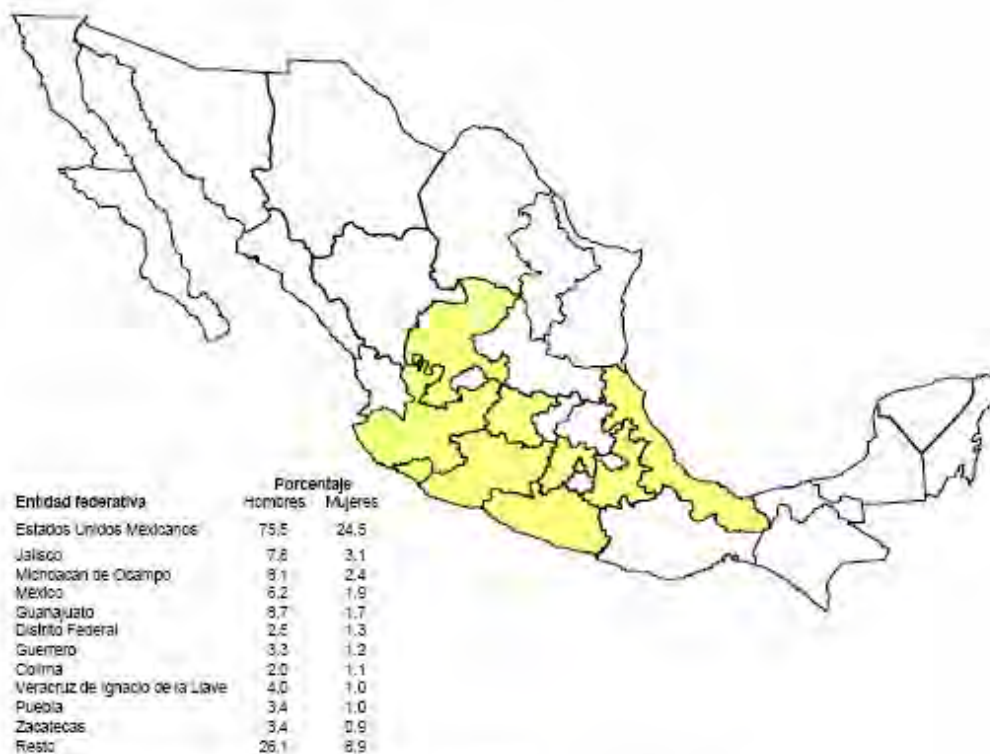 Porcentaje
Entidad federativa Hombres Mujeres
Estados Unidos Mexicanos 75.5 24.5
Jalisco 7.8 3.1
Michoacán de Ocampo 8.1 2.4
México 6.2 1.9
Guanajuato 8.7 1.7
Distrito Federal 2.5 1.3
Guerrero 3.3 1.2
Colima 2.0 1.1
Veracruz de Ignacio de la Llave 4.0 1.0
Puebla 3.4 1.0
Zacatecas 3.4 0.9
Resto 26.1 8.9